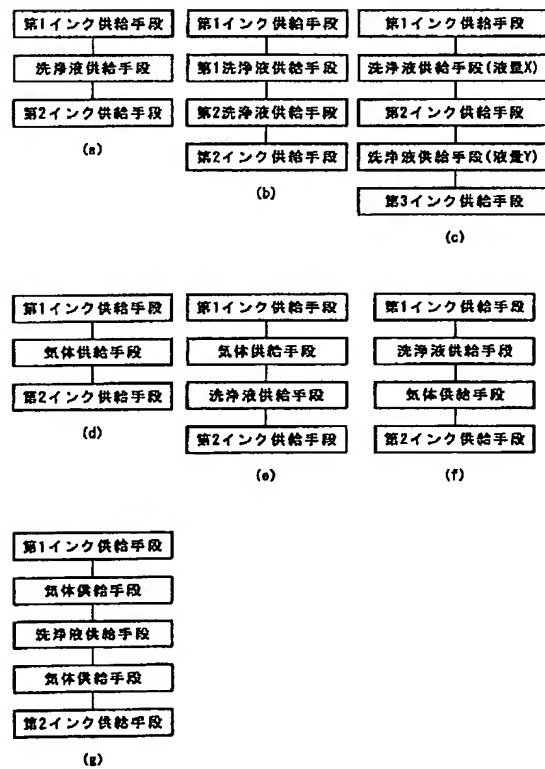 第1インク供給手段
洗浄液供給手段
第2インク供給手段
(a)
第1インク供給手段
第1洗浄液供給手段
第2洗浄液供給手段
第2インク供給手段
(b)
第1インク供給手段
洗浄液供給手段(液量X)
第2インク供給手段
洗浄液供給手段(液量Y)
第3インク供給手段
(c)
第1インク供給手段
気体供給手段
第2インク供給手段
(d)
第1インク供給手段
気体供給手段
洗浄液供給手段
第2インク供給手段
(e)
第1インク供給手段
洗浄液供給手段
気体供給手段
第2インク供給手段
(f)
第1インク供給手段
気体供給手段
洗浄液供給手段
気体供給手段
第2インク供給手段
(g)